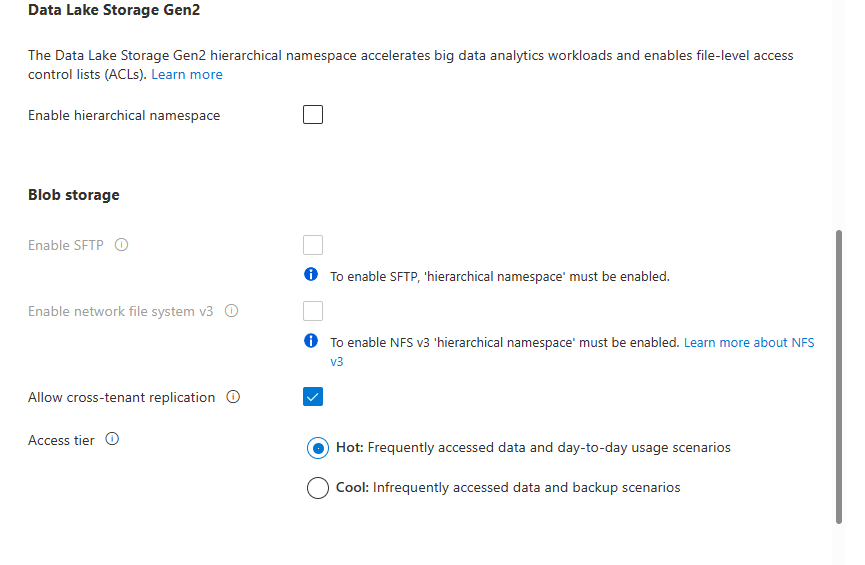 Data Lake Storage Gen2
The Data Lake Storage Gen2 hierarchical namespace accelerates big data analytics workloads and enables file-level access
control lists (ACLs). Learn more
Enable hierarchical namespace
Blob storage
Enable SFTP
To enable SFTP, 'hierarchical namespace' must be enabled.
Enable network file system v3
To enable NFS v3 'hierarchical namespace' must be enabled. Learn more about NFS
v3
Allow cross-tenant replication
Access tier
Hot: Frequently accessed data and day-to-day usage scenarios
Cool: Infrequently accessed data and backup scenarios